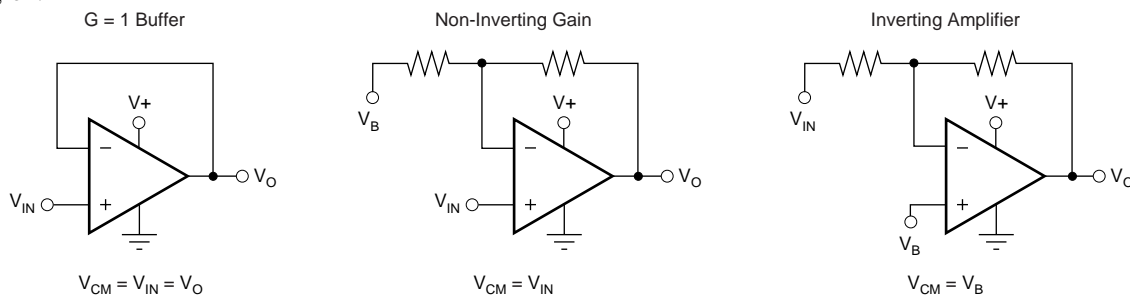 G = 1 Buffer
V+
−
+
V_IN
V_O
V_CM = V_IN = V_O
Non-Inverting Gain
V_B
V+
−
+
V_IN
V_O
V_CM = V_IN
Inverting Amplifier
V_IN
V+
−
+
V_B
V_O
V_CM = V_B